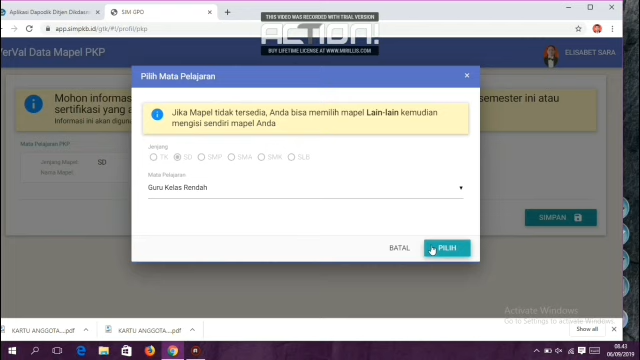 Aplikasi Dapodik Ditjen Dikdasm
SIM GPO
THIS VIDEO WAS RECORDED WITH TRIAL VERSION
ACTION!
BUY LIFETIME LICENSE AT WWW.MIRILLIS.COM
app.simpkb.id/gtk/#!/profil/pkp
VerVal Data Mapel PKP
ELISABET SARA
Pilih Mata Pelajaran
×
Mohon informasi
semester ini atau
sertifikasi yang a
Informasi ini akan digun
Jika Mapel tidak tersedia, Anda bisa memilih mapel Lain-lain kemudian
mengisi sendiri mapel Anda
Mata Pelajaran PKP
Jenjang Mapel SD
Nama Mapel
Jenjang
TK SD SMP SMA SMK SLB
Mata Pelajaran
Guru Kelas Rendah
SIMPAN
BATAL
PILIH
Activate Windows
Go to Settings to activate Windows.
KARTU ANGGOTA....pdf
KARTU ANGGOTA....pdf
Show all
08.43
06/09/2019